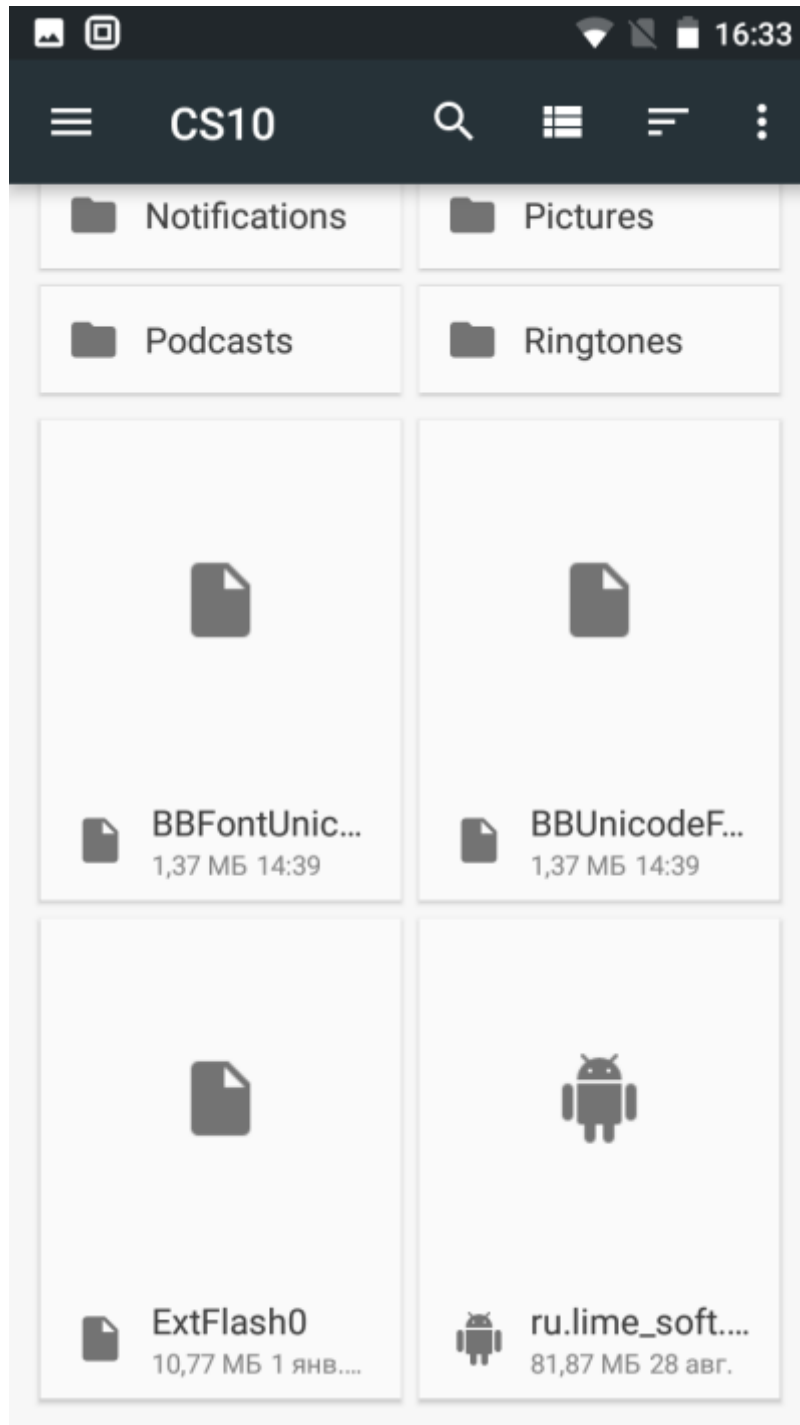 16:33
CS10
Notifications
Pictures
Podcasts
Ringtones
BBFontUnic...
1,37 МБ 14:39
BBUnicodeF...
1,37 МБ 14:39
ExtFlash0
10,77 МБ 1 янв....
ru.lime_soft....
81,87 МБ 28 авг.